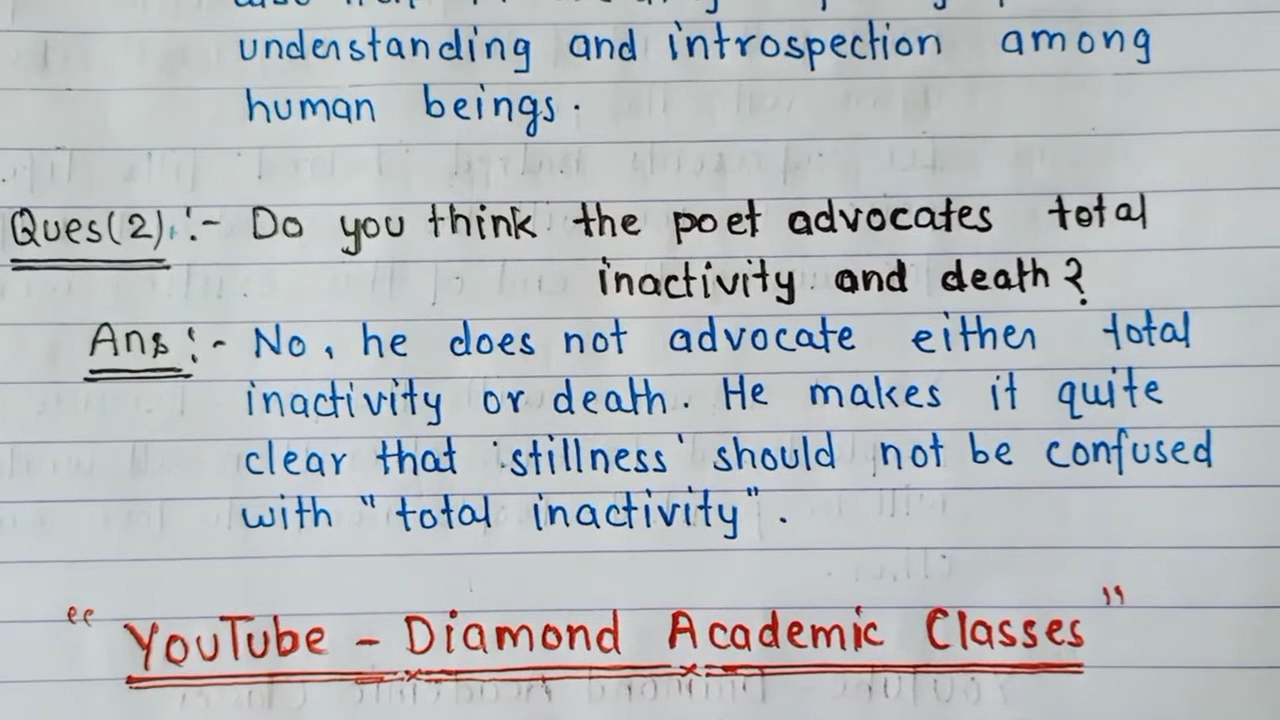 understanding and introspection among
human beings.
Ques(2) :- Do you think the poet advocates total
inactivity and death?
Ans :- No, he does not advocate either total
inactivity or death. He makes it quite
clear that 'stillness' should not be confused
with "total inactivity".
"YouTube - Diamond Academic Classes"